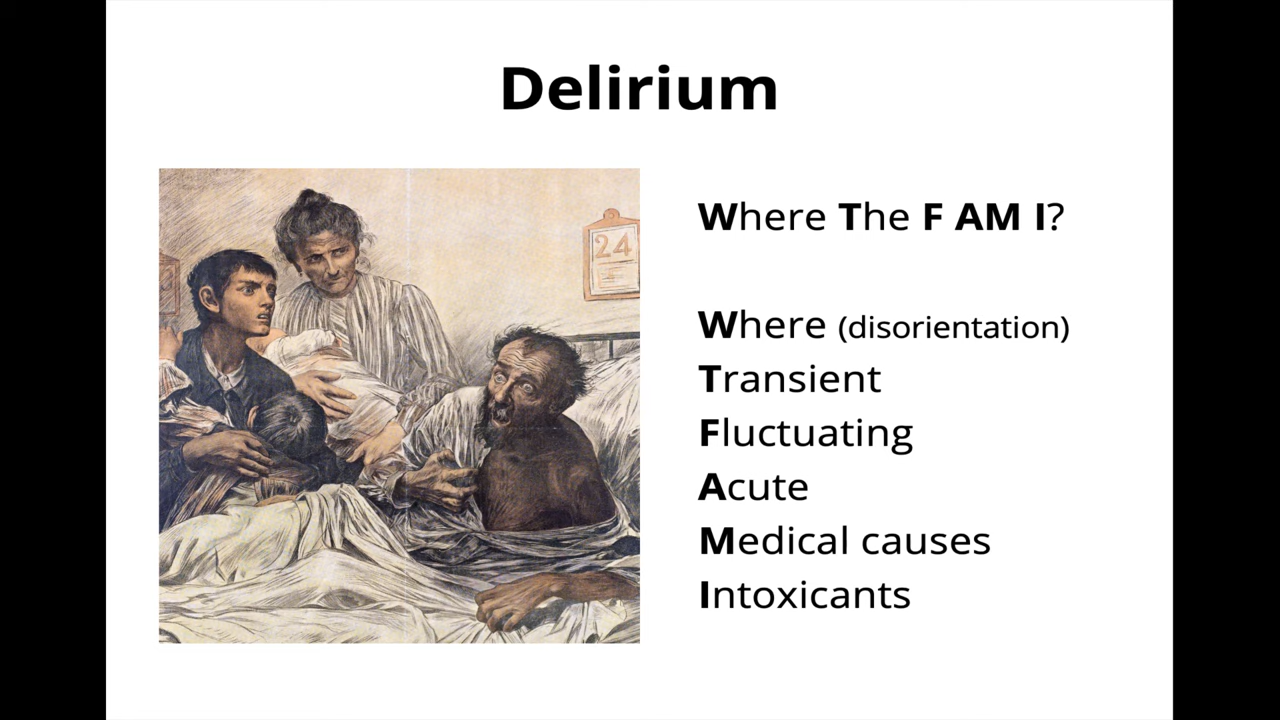 Delirium
24
Where The F AM I?
Where (disorientation)
Transient
Fluctuating
Acute
Medical causes
Intoxicants